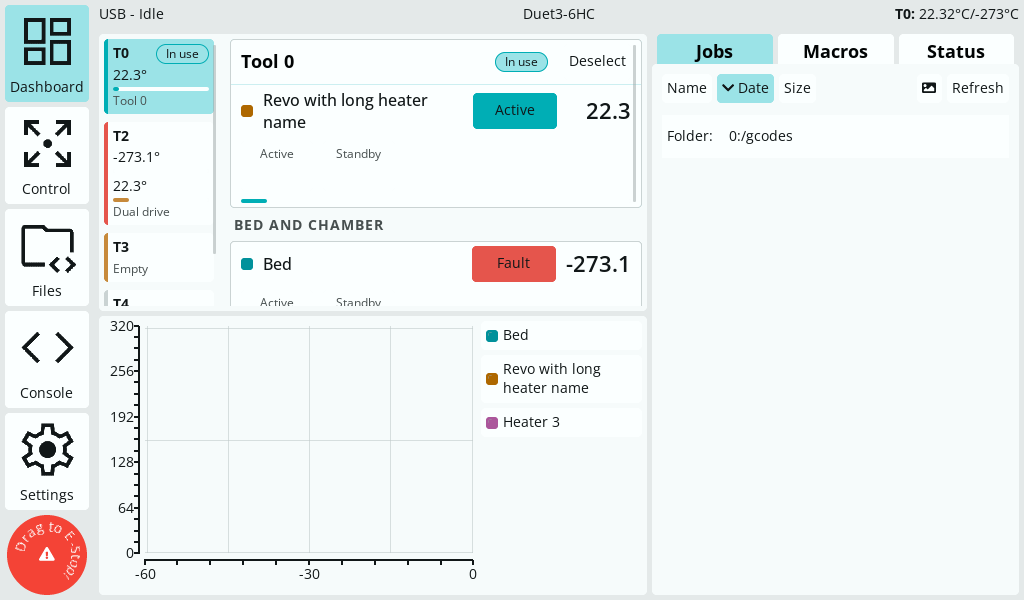 USB - Idle
Duet3-6HC
T0: 22.32°C/-273°C
Dashboard
Control
Files
Console
Settings
Drag to E-Stop!
T0
In use
22.3°
Tool 0
T2
-273.1°
22.3°
Dual drive
T3
Empty
T4
Tool 0
In use
Deselect
Revo with long heater
name
Active
22.3
Active
Standby
BED AND CHAMBER
Bed
Fault
-273.1
Active
Standby
320
256
192
128
64
0
-60
-30
0
Bed
Revo with long
heater name
Heater 3
Jobs
Macros
Status
Name
Date
Size
Refresh
Folder:
0:/gcodes